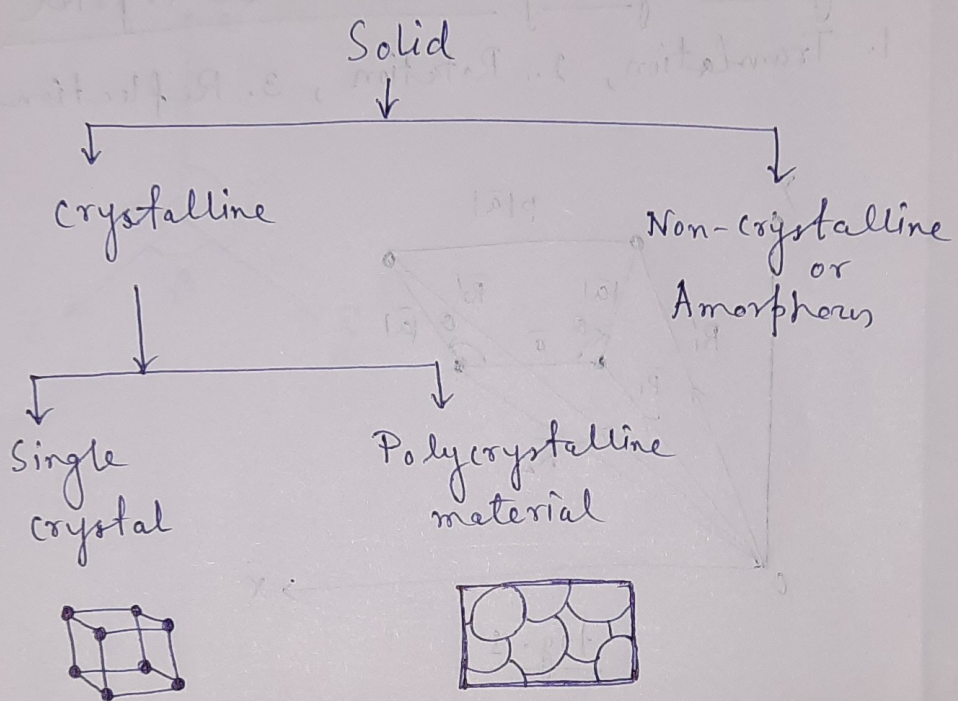 Solid
Crystalline
Non-Crystalline
or
Amorphous
Single
crystal
Polycrystalline
material